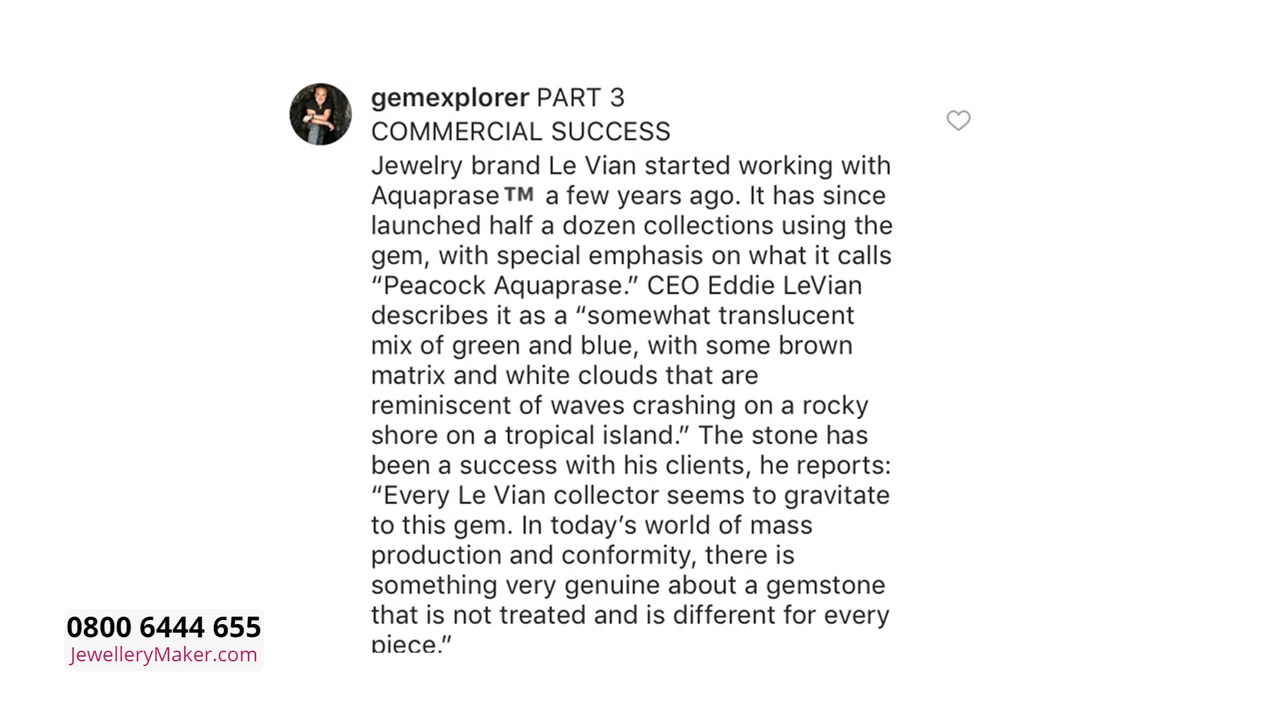 gemexplorer PART 3
COMMERCIAL SUCCESS
Jewelry brand Le Vian started working with
Aquaprase™ a few years ago. It has since
launched half a dozen collections using the
gem, with special emphasis on what it calls
“Peacock Aquaprase.” CEO Eddie LeVian
describes it as a “somewhat translucent
mix of green and blue, with some brown
matrix and white clouds that are
reminiscent of waves crashing on a rocky
shore on a tropical island.” The stone has
been a success with his clients, he reports:
“Every Le Vian collector seems to gravitate
to this gem. In today’s world of mass
production and conformity, there is
something very genuine about a gemstone
that is not treated and is different for every
piece.”
0800 6444 655
JewelleryMaker.com